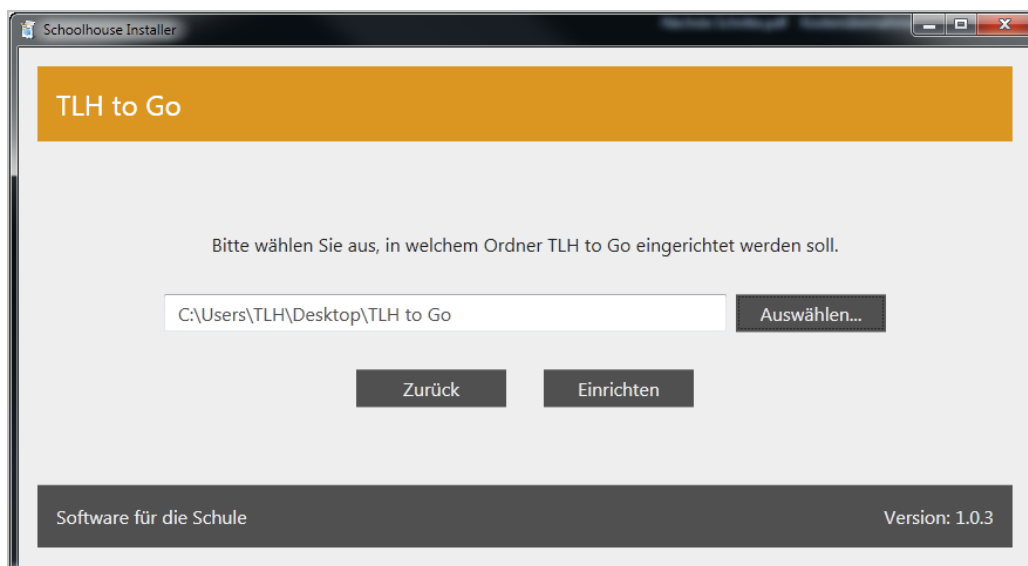 Schoolhouse Installer
TLH to Go
Bitte wählen Sie aus, in welchem Ordner TLH to Go eingerichtet werden soll.
C:\Users\TLH\Desktop\TLH to Go
Auswählen...
Zurück
Einrichten
Software für die Schule
Version: 1.0.3